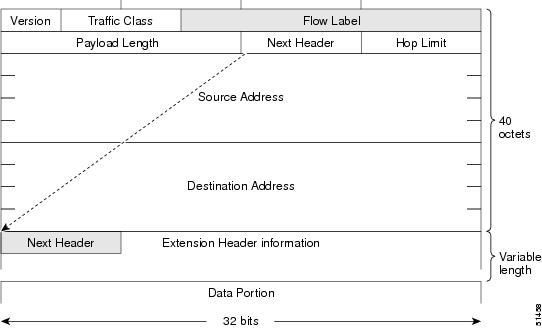 Version Traffic Class Flow Label
Payload Length Next Header Hop Limit
Source Address
40
octets
Destination Address
Next Header Extension Header information
Variable
length
Data Portion
32 bits
51458